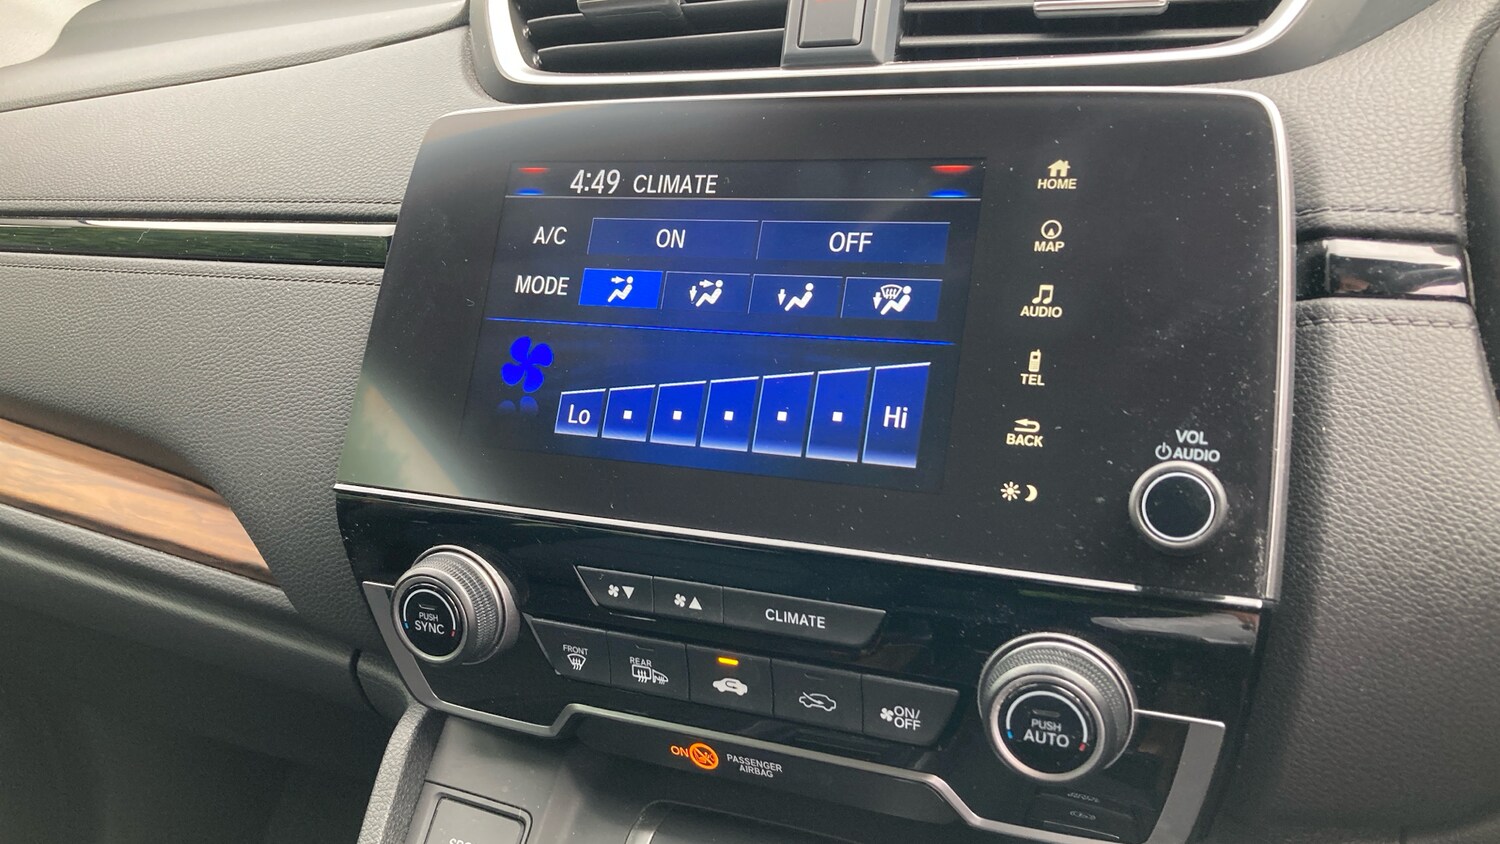 4:49 CLIMATE
HOME
A/C ON OFF
MAP
MODE
AUDIO
TEL
Lo Hi
BACK
VOL
AUDIO
PUSH
SYNC
CLIMATE
FRONT
REAR
ON/
OFF
PUSH
AUTO
ON PASSENGER
AIRBAG